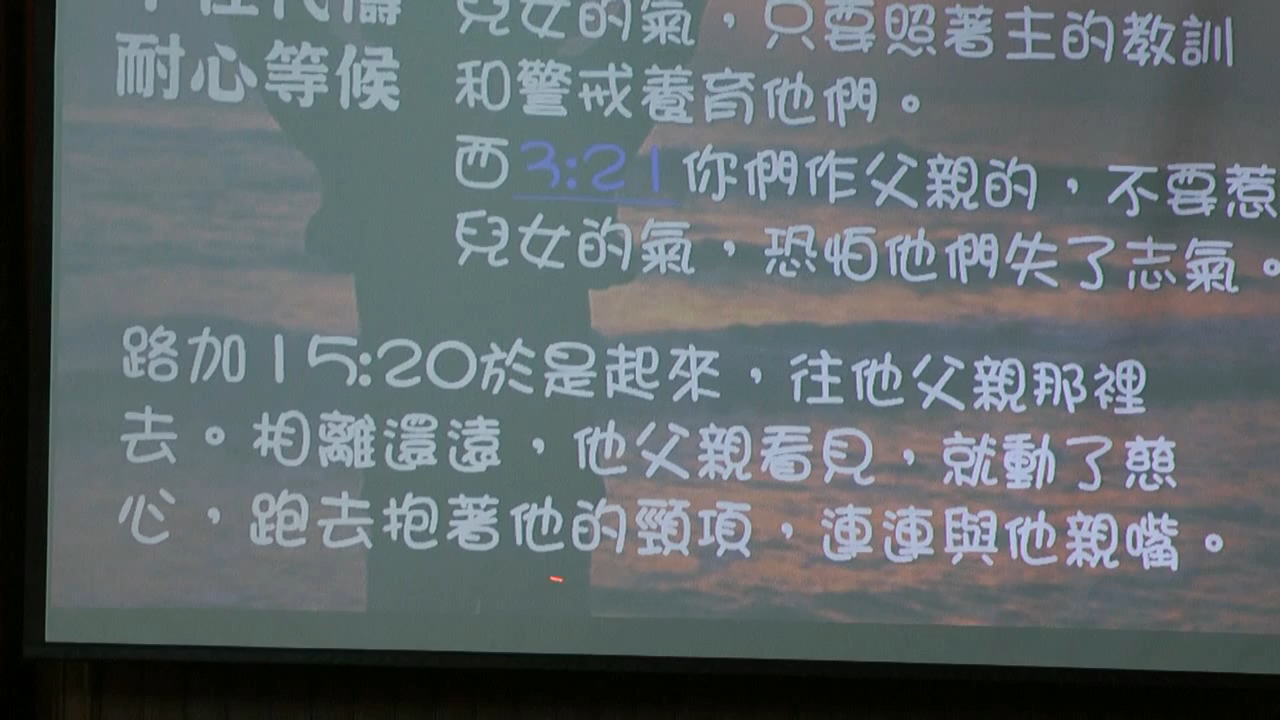 不住代禱
耐心等候
兒女的氣，只要照著主的教訓
和警戒養育他們。
西3:21你們作父親的，不要惹
兒女的氣，恐怕他們失了志氣。
路加15:20於是起來，往他父親那裡
去。相離還遠，他父親看見，就動了慈
心，跑去抱著他的頸項，連連與他親嘴。